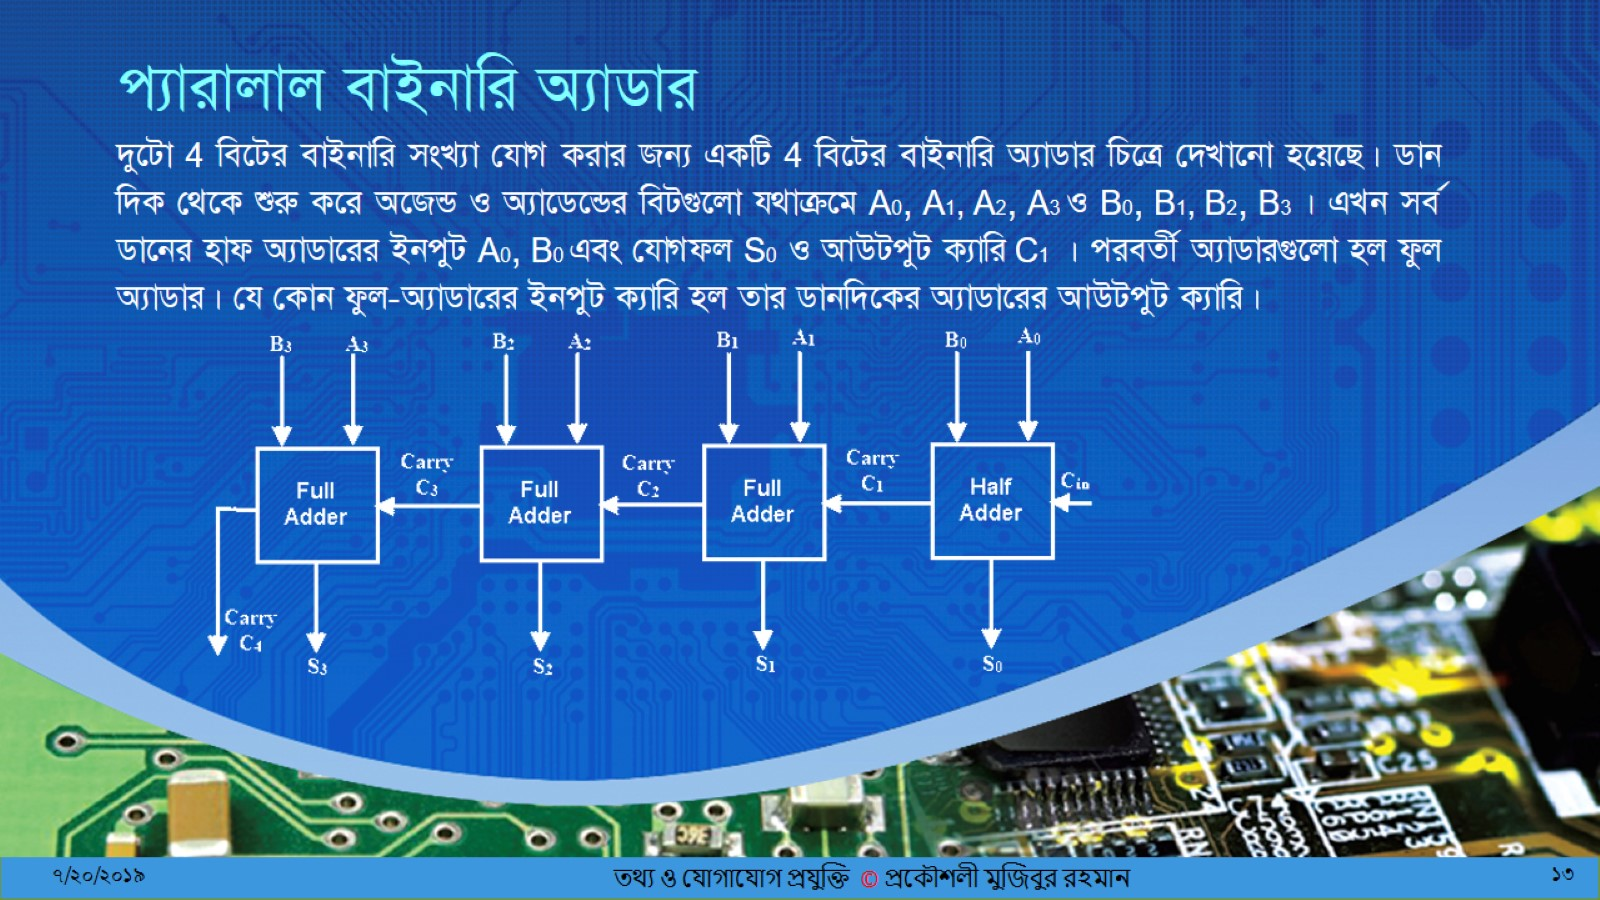 প্যারালাল বাইনারি অ্যাডার
দুটো 4 বিটের বাইনারি সংখ্যা যোগ করার জন্য একটি 4 বিটের বাইনারি অ্যাডার চিত্রে দেখানো হয়েছে। ডান
দিক থেকে শুরু করে অজেন্ড ও অ্যাডেন্ডের বিটগুলো যথাক্রমে A0, A1, A2, A3 ও B0, B1, B2, B3 । এখন সর্ব
ডানের হাফ অ্যাডারের ইনপুট A0, B0 এবং যোগফল S0 ও আউটপুট ক্যারি C1 । পরবর্তী অ্যাডারগুলো হল ফুল
অ্যাডার। যে কোন ফুল-অ্যাডারের ইনপুট ক্যারি হল তার ডানদিকের অ্যাডারের আউটপুট ক্যারি।
B3 A3 B2 A2 B1 A1 B0 A0
Carry Carry Carry
C3 C2 C1 Cin
Full Full Full Half
Adder Adder Adder Adder
Carry
C4
S3 S2 S1 S0
C25
RN
৭/২০/২০১৯ তথ্য ও যোগাযোগ প্রযুক্তি © প্রকৌশলী মুজিবুর রহমান ১৩